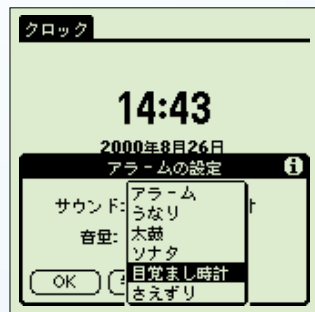 クロック
14:43
2000年8月26日
アラームの設定
サウンド:
アラーム
うなり
音量:
太鼓
ソナタ
目覚まし時計
OK
さえずり